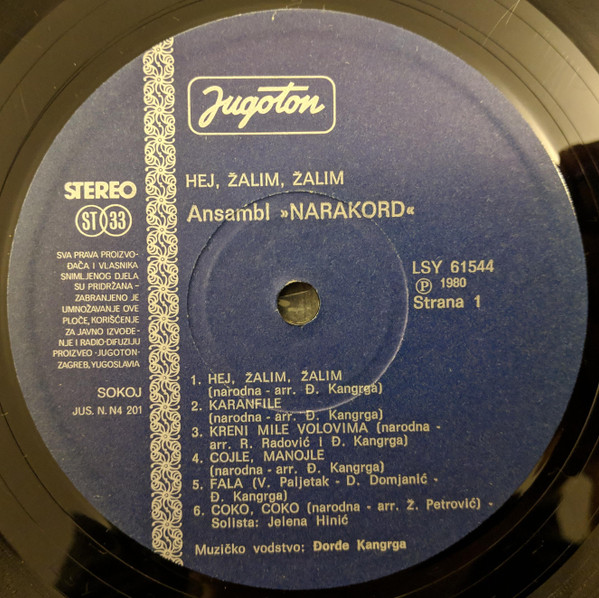 Jugoton
HEJ, ŽALIM, ŽALIM
Ansambl »NARAKORD«
STEREO
ST 33
SVA PRAVA PROIZVO-
ĐAČA I VLASNIKA
SNIMLJENOG DJELA
SU PRIDRŽANA -
ZABRANJENO JE
UMNOŽAVANJE OVE
PLOČE, KORIŠĆENJE
ZA JAVNO IZVOĐE-
NJE I RADIO-DIFUZIJU
PROIZVEO · JUGOTON ·
ZAGREB, YUGOSLAVIA
SOKOJ
JUS. N. N4 201
LSY 61544
Ⓟ 1980
Strana 1
1. HEJ, ŽALIM, ŽALIM
(narodna - arr. Đ. Kangrga)
2. KARANFILE
(narodna - arr. Đ. Kangrga)
3. KRENI MILE VOLOVIMA (narodna -
arr. R. Radović i Đ. Kangrga)
4. COJLE, MANOJLE
(narodna - arr. Đ. Kangrga)
5. FALA (V. Paljetak - D. Domjanić -
Đ. Kangrga)
6. COKO, COKO (narodna - arr. Ž. Petrović) -
Solista: Jelena Hinić
Muzičko vodstvo: Đorđe Kangrga